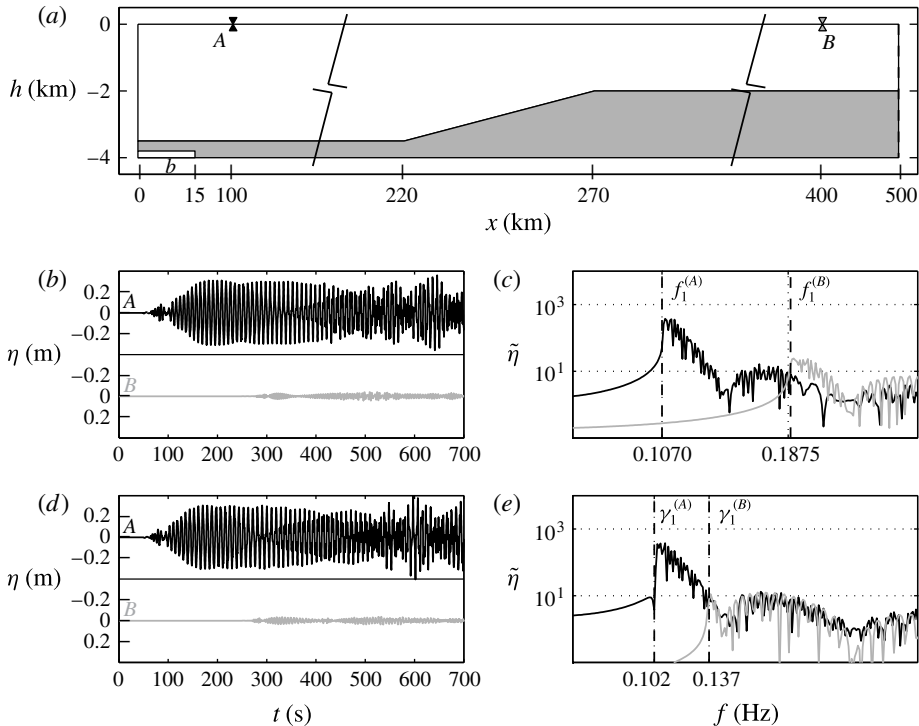 (a)
0
A
B
h (km)
−2
−4
b
0 15 100 220 270 400 500
x (km)
(b)
0.2
A
0
−0.2
η (m)
−0.2
B
0
0.2
0 100 200 300 400 500 600 700
(c)
f₁⁽ᴬ⁾ f₁⁽ᴮ⁾
10³
η̃
10¹
0.1070 0.1875
(d)
0.2
A
0
−0.2
η (m)
−0.2
B
0
0.2
0 100 200 300 400 500 600 700
t (s)
(e)
γ₁⁽ᴬ⁾ γ₁⁽ᴮ⁾
10³
η̃
10¹
0.102 0.137
f (Hz)